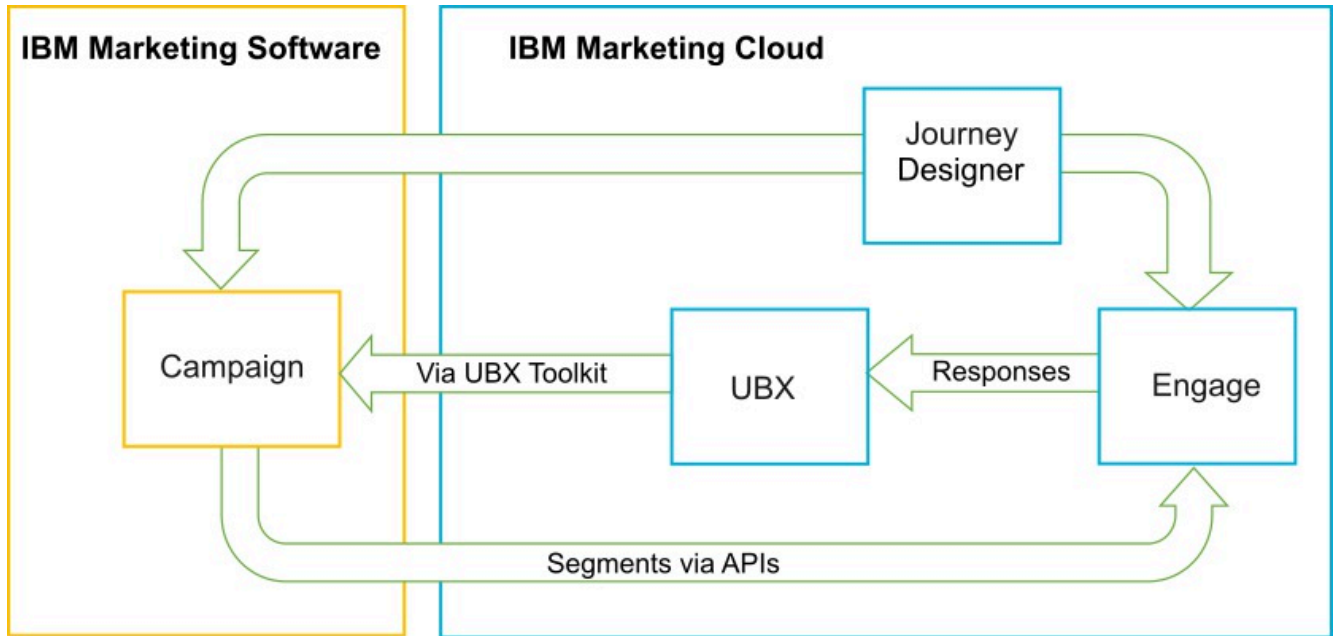 IBM Marketing Software
IBM Marketing Cloud
Journey
Designer
Campaign
Via UBX Toolkit
UBX
Responses
Engage
Segments via APIs